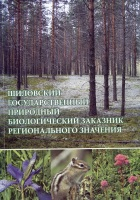 ШИЛОВСКИЙ
ГОСУДАРСТВЕННЫЙ
ПРИРОДНЫЙ
БИОЛОГИЧЕСКИЙ ЗАКАЗНИК
РЕГИОНАЛЬНОГО ЗНАЧЕНИЯ